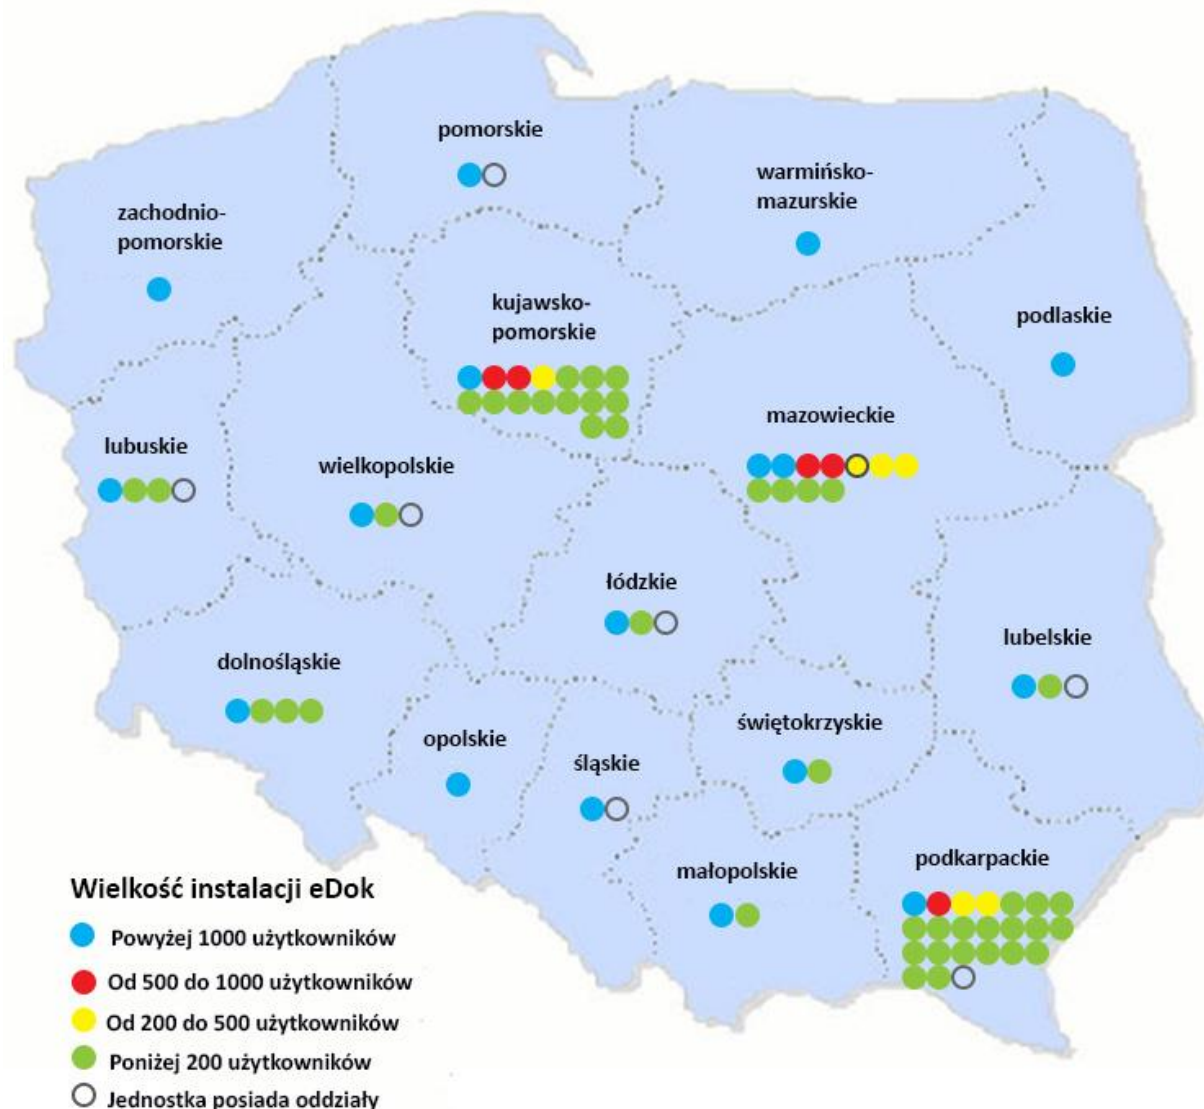 pomorskie
warmińsko-
mazurskie
zachodnio-
pomorskie
kujawsko-
pomorskie
podlaskie
mazowieckie
lubuskie
wielkopolskie
łódzkie
lubelskie
dolnośląskie
świętokrzyskie
opolskie
śląskie
podkarpackie
małopolskie
Wielkość instalacji eDok
Powyżej 1000 użytkowników
Od 500 do 1000 użytkowników
Od 200 do 500 użytkowników
Poniżej 200 użytkowników
Jednostka posiada oddziały